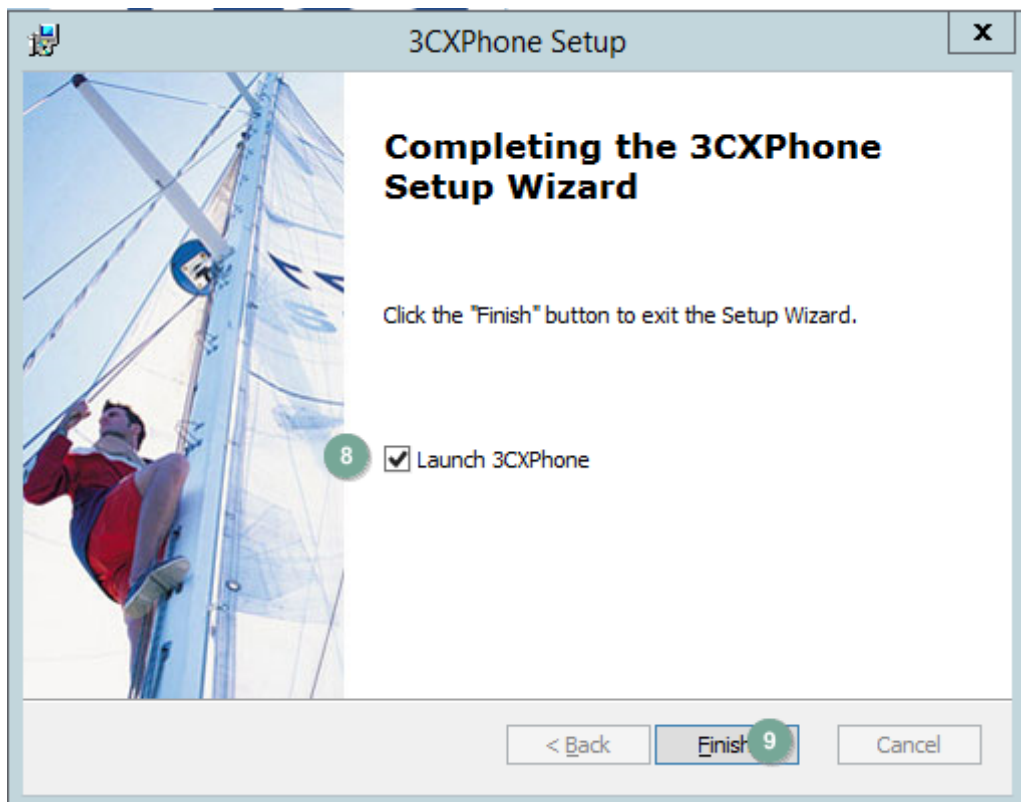 3CXPhone Setup
x
Completing the 3CXPhone
Setup Wizard
Click the "Finish" button to exit the Setup Wizard.
8
Launch 3CXPhone
< Back
Finish
9
Cancel